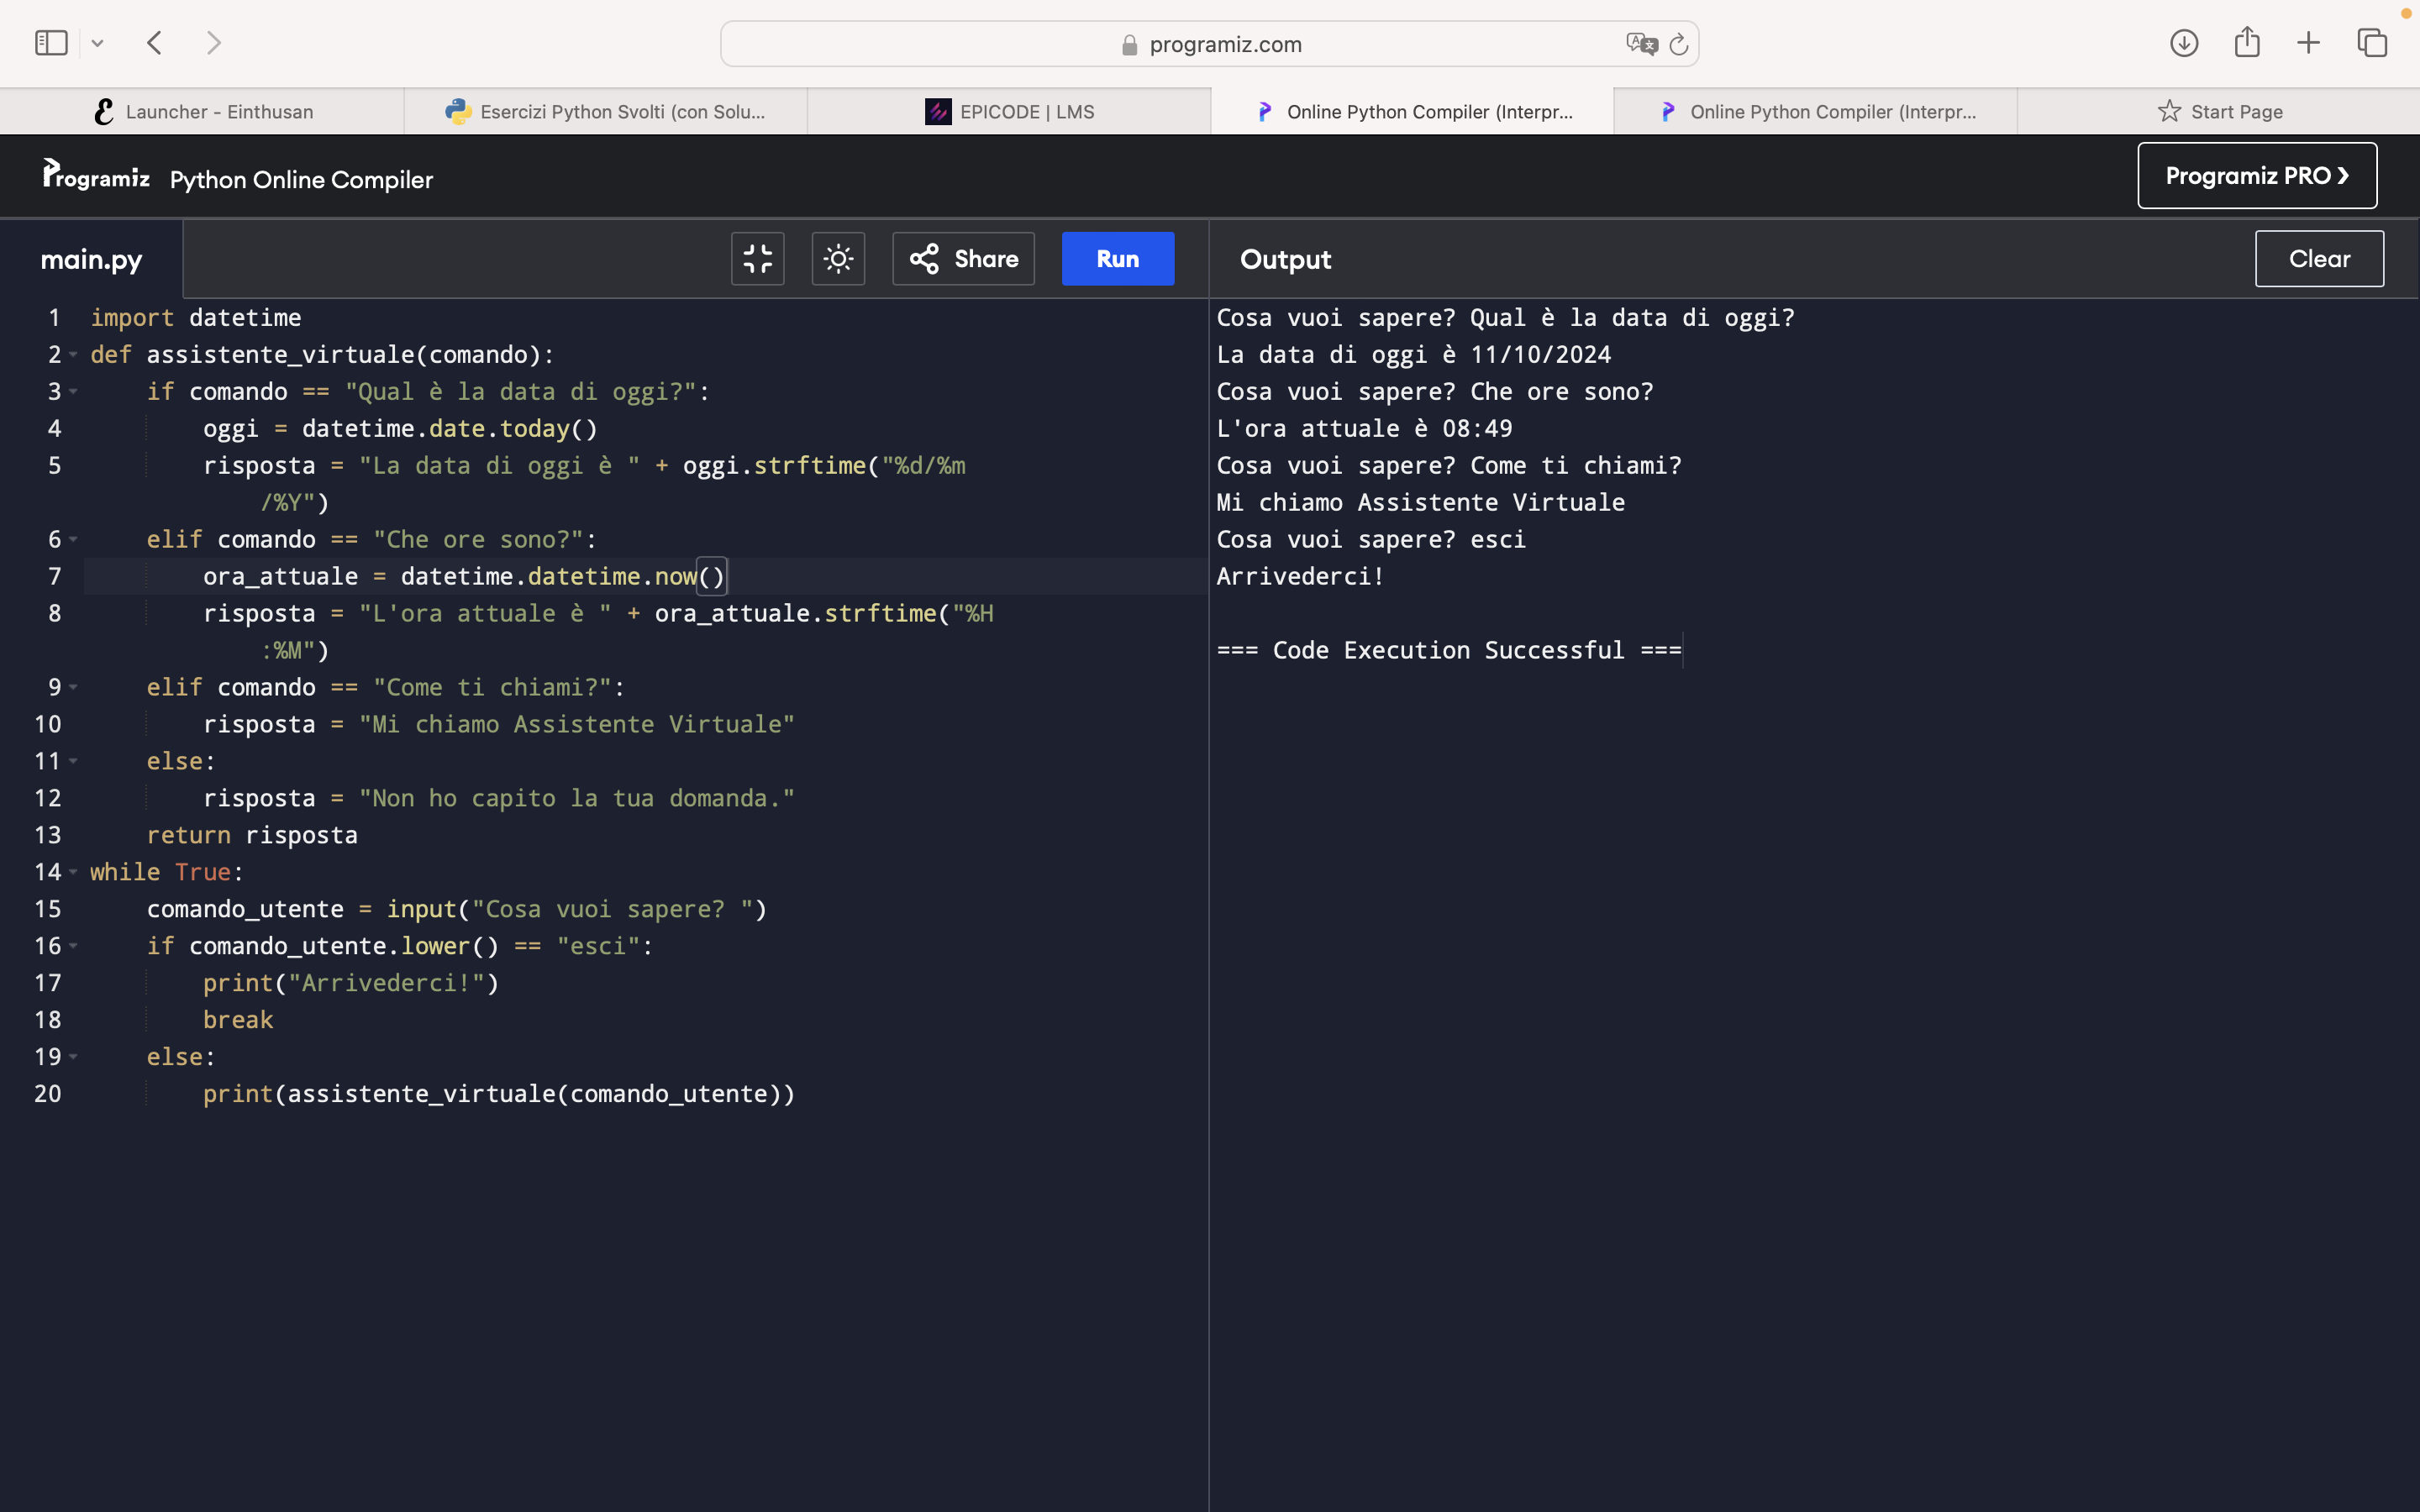 programiz.com
Launcher - Einthusan
Esercizi Python Svolti (con Solu...
EPICODE | LMS
Online Python Compiler (Interpr...
Online Python Compiler (Interpr...
Start Page
Programiz Python Online Compiler
Programiz PRO ❯
main.py
Share
Run
Output
Clear
1 import datetime
2 def assistente_virtuale(comando):
3 if comando == "Qual è la data di oggi?":
4 oggi = datetime.date.today()
5 risposta = "La data di oggi è " + oggi.strftime("%d/%m
/%Y")
6 elif comando == "Che ore sono?":
7 ora_attuale = datetime.datetime.now()
8 risposta = "L'ora attuale è " + ora_attuale.strftime("%H
:%M")
9 elif comando == "Come ti chiami?":
10 risposta = "Mi chiamo Assistente Virtuale"
11 else:
12 risposta = "Non ho capito la tua domanda."
13 return risposta
14 while True:
15 comando_utente = input("Cosa vuoi sapere? ")
16 if comando_utente.lower() == "esci":
17 print("Arrivederci!")
18 break
19 else:
20 print(assistente_virtuale(comando_utente))
Cosa vuoi sapere? Qual è la data di oggi?
La data di oggi è 11/10/2024
Cosa vuoi sapere? Che ore sono?
L'ora attuale è 08:49
Cosa vuoi sapere? Come ti chiami?
Mi chiamo Assistente Virtuale
Cosa vuoi sapere? esci
Arrivederci!
=== Code Execution Successful ===